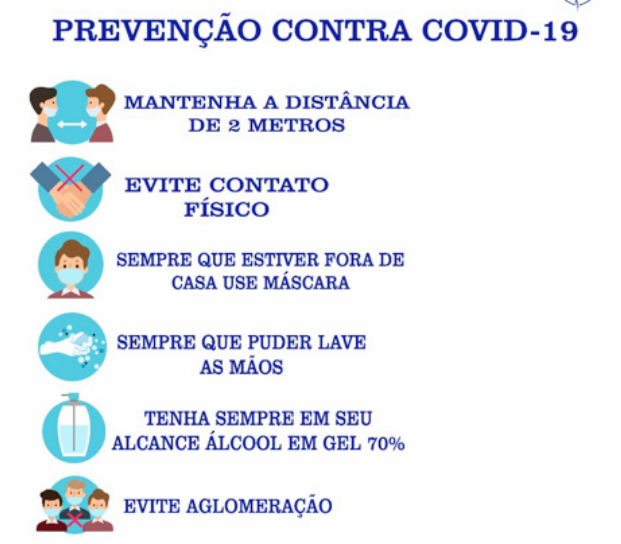 PREVENÇÃO CONTRA COVID-19
MANTENHA A DISTÂNCIA
DE 2 METROS
EVITE CONTATO
FÍSICO
SEMPRE QUE ESTIVER FORA DE
CASA USE MÁSCARA
SEMPRE QUE PUDER LAVE
AS MÃOS
TENHA SEMPRE EM SEU
ALCANCE ÁLCOOL EM GEL 70%
EVITE AGLOMERAÇÃO